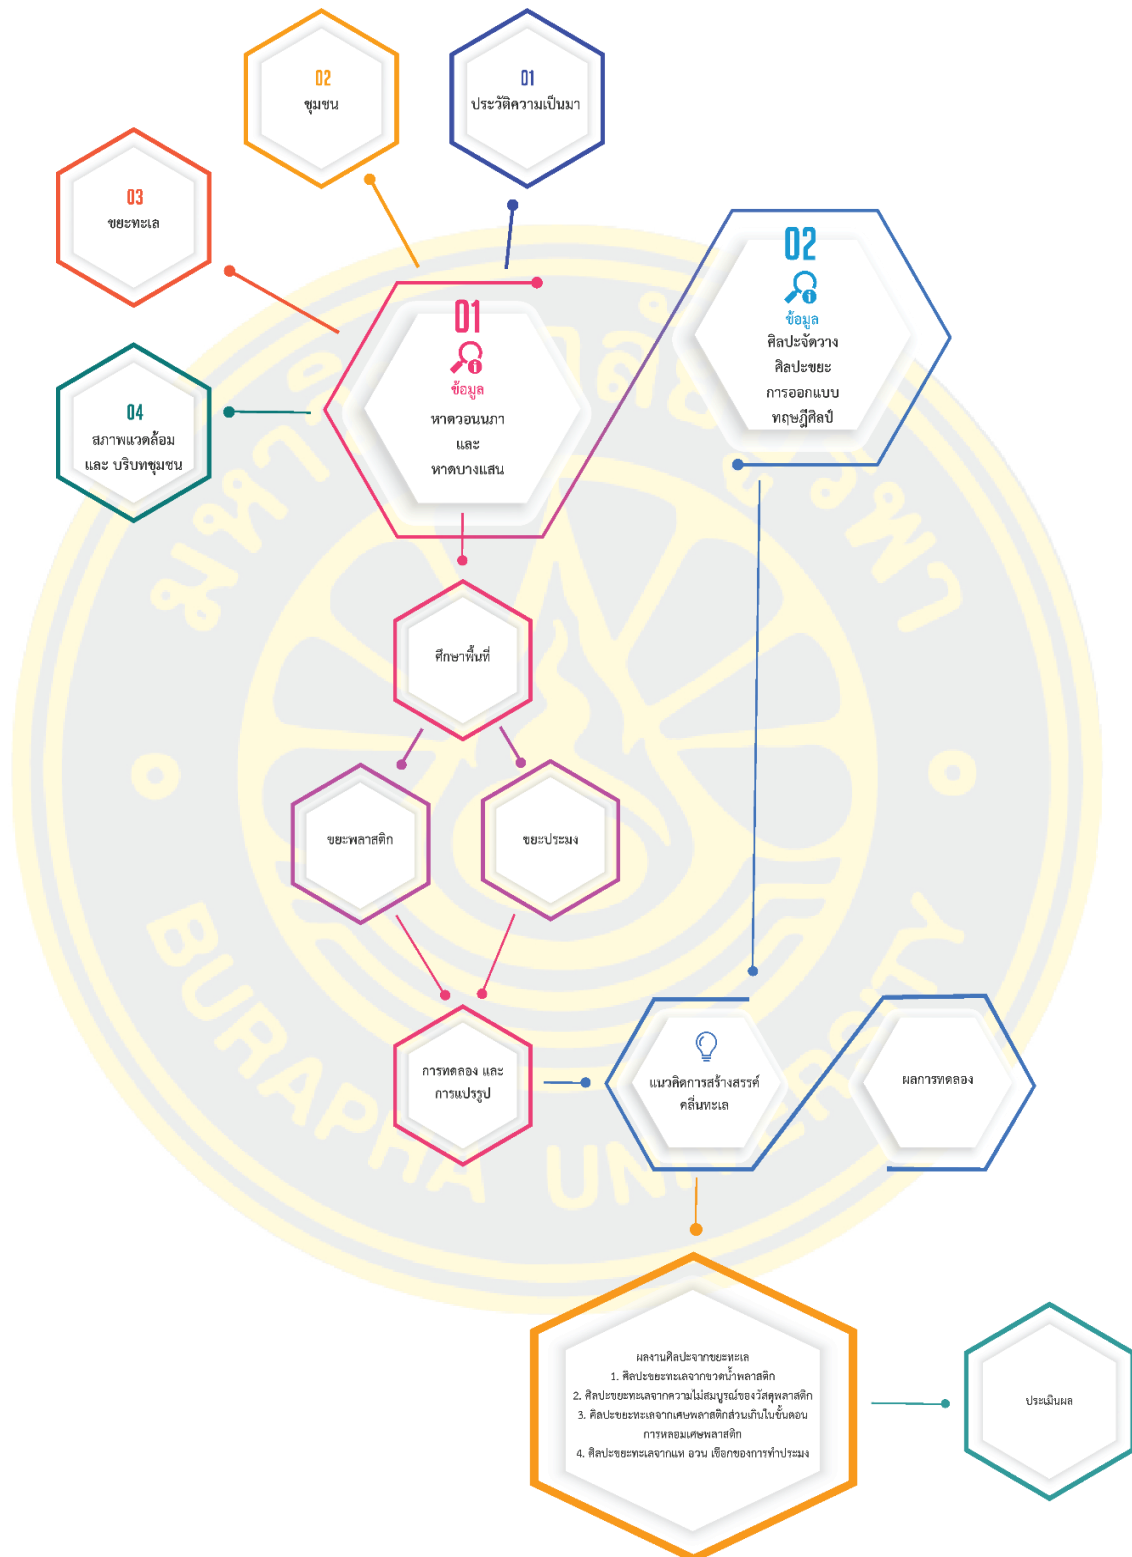 02
ชุมชน
01
ประวัติความเป็นมา
03
ขยะทะเล
04
สภาพแวดล้อม
และ บริบทชุมชน
01
ข้อมูล
หาดวอนนภา
และ
หาดบางแสน
02
ข้อมูล
ศิลปะจัดวาง
ศิลปะขยะ
การออกแบบ
ทฤษฎีศิลป์
ศึกษาพื้นที่
ขยะพลาสติก
ขยะประมง
การทดลอง และ
การแปรรูป
แนวคิดการสร้างสรรค์
คลื่นทะเล
ผลการทดลอง
ผลงานศิลปะจากขยะทะเล
1. ศิลปะขยะทะเลจากขวดน้ำพลาสติก
2. ศิลปะขยะทะเลจากความไม่สมบูรณ์ของวัสดุพลาสติก
3. ศิลปะขยะทะเลจากเศษพลาสติกส่วนเกินในขั้นตอน
การหลอมเศษพลาสติก
4. ศิลปะขยะทะเลจากแห อวน เชือกของการทำประมง
ประเมินผล
มหาวิทยาลัยบูรพา
BURAPHA UNIVERSITY